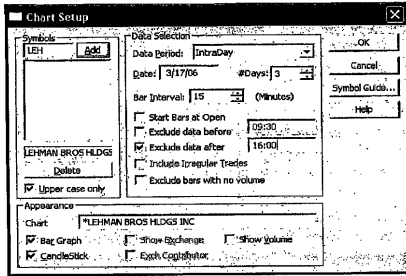 Chart Setup
Symbols
LEH
Add
LEHMAN BROS HLDGS
Delete
Upper case only
Data Selection
Data Period: IntraDay
Date: 3/17/06
#Days: 3
Bar Interval: 15 (Minutes)
Start Bars at Open
Exclude data before 09:30
Exclude data after 16:00
Include Irregular Trades
Exclude bars with no volume
OK
Cancel
Symbol Guide...
Help
Appearance
Chart *LEHMAN BROS HLDGS INC
Bar Graph
Show Exchange
Show Volume
CandleStick
Exch Contributor